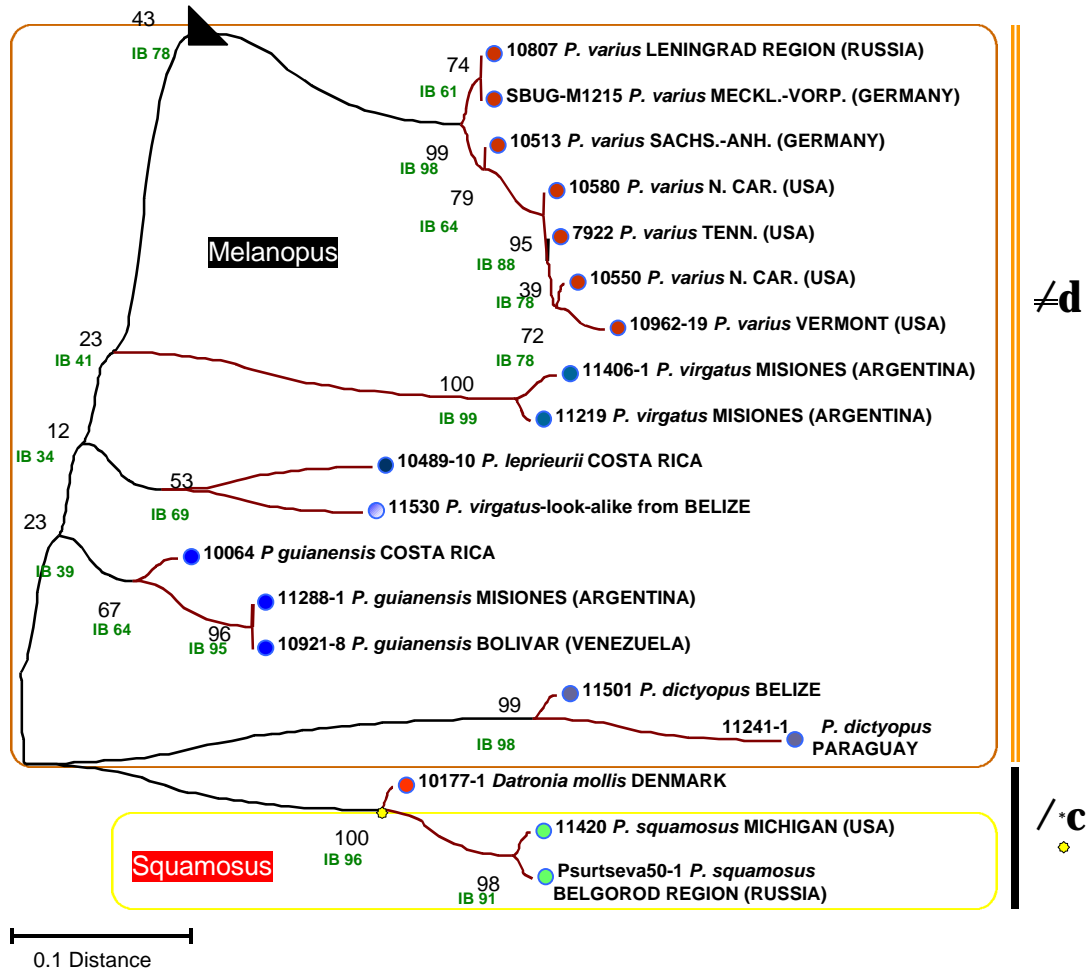 43
IB 78
10807 P. varius LENINGRAD REGION (RUSSIA)
74
IB 61
SBUG-M1215 P. varius MECKL.-VORP. (GERMANY)
10513 P. varius SACHS.-ANH. (GERMANY)
99
IB 98
10580 P. varius N. CAR. (USA)
79
IB 64
7922 P. varius TENN. (USA)
95
IB 88
Melanopus
10550 P. varius N. CAR. (USA)
39
IB 78
10962-19 P. varius VERMONT (USA)
≠d
23
IB 41
72
IB 78
11406-1 P. virgatus MISIONES (ARGENTINA)
100
IB 99
11219 P. virgatus MISIONES (ARGENTINA)
12
IB 34
10489-10 P. leprieurii COSTA RICA
53
IB 69
11530 P. virgatus-look-alike from BELIZE
23
IB 39
10064 P guianensis COSTA RICA
11288-1 P. guianensis MISIONES (ARGENTINA)
67
IB 64
96
IB 95
10921-8 P. guianensis BOLIVAR (VENEZUELA)
11501 P. dictyopus BELIZE
99
IB 98
11241-1 P. dictyopus
PARAGUAY
10177-1 Datronia mollis DENMARK
/*c
100
IB 96
11420 P. squamosus MICHIGAN (USA)
Squamosus
98
IB 91
Psurtseva50-1 P. squamosus
BELGOROD REGION (RUSSIA)
0.1 Distance